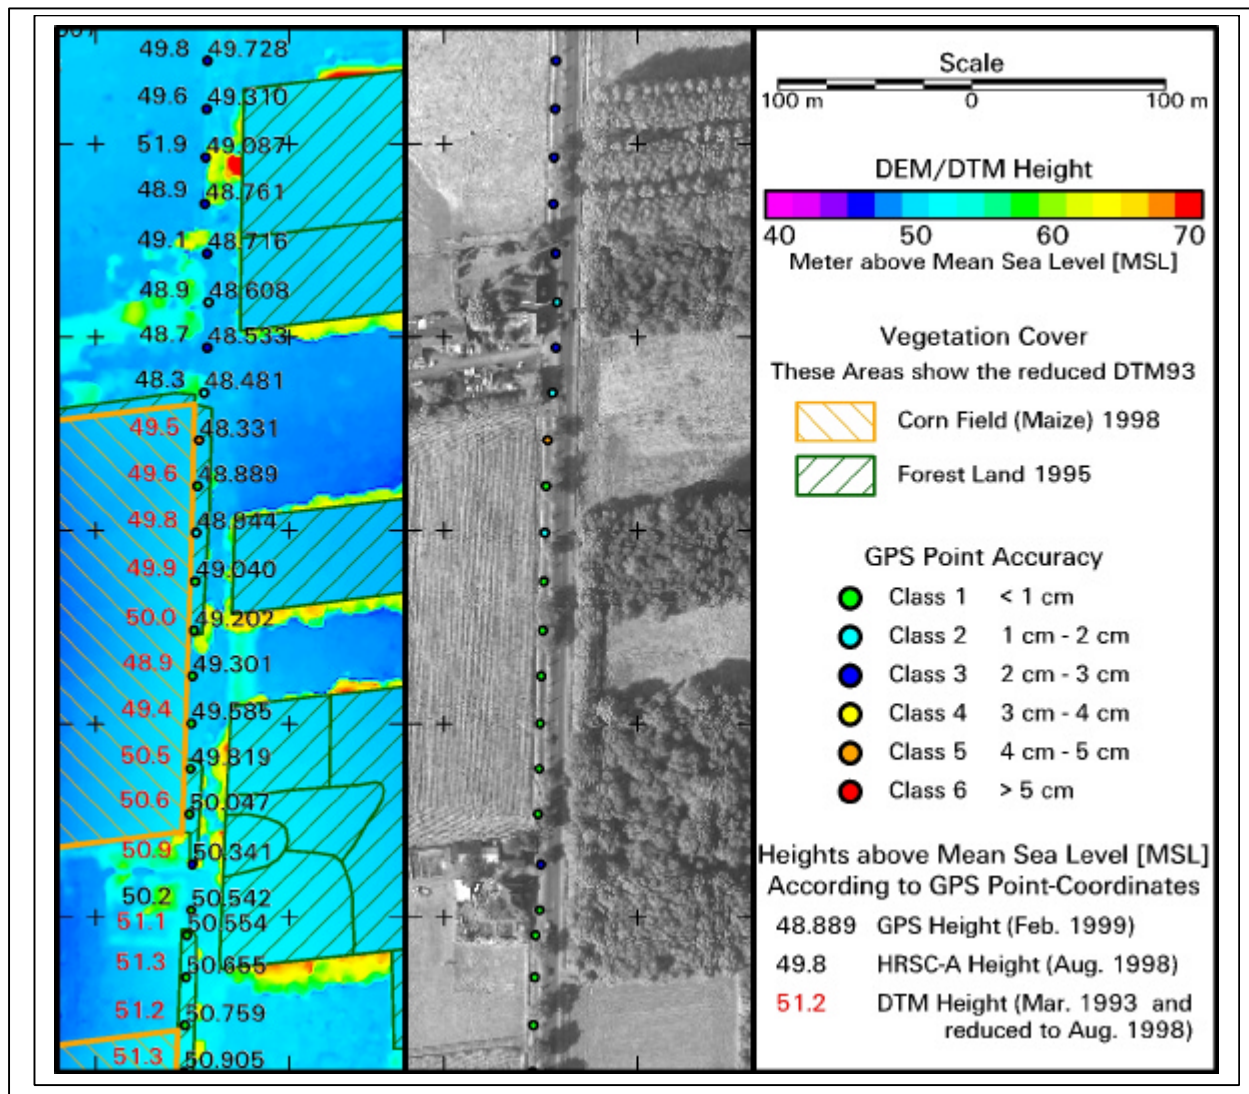 49.8 49.728
49.6 49.310
51.9 49.087
48.9 48.761
49.1 48.716
48.9 48.608
48.7 48.533
48.3 48.481
49.5 48.331
49.6 48.889
49.8 48.944
49.9 49.040
50.0 49.202
48.9 49.301
49.4 49.585
50.5 49.819
50.6 50.047
50.9 50.341
50.2 50.542
51.1 50.554
51.3 50.655
51.2 50.759
51.3 50.905
Scale
100 m 0 100 m
DEM/DTM Height
40 50 60 70
Meter above Mean Sea Level [MSL]
Vegetation Cover
These Areas show the reduced DTM93
Corn Field (Maize) 1998
Forest Land 1995
GPS Point Accuracy
Class 1 < 1 cm
Class 2 1 cm - 2 cm
Class 3 2 cm - 3 cm
Class 4 3 cm - 4 cm
Class 5 4 cm - 5 cm
Class 6 > 5 cm
Heights above Mean Sea Level [MSL]
According to GPS Point-Coordinates
48.889 GPS Height (Feb. 1999)
49.8 HRSC-A Height (Aug. 1998)
51.2 DTM Height (Mar. 1993 and
reduced to Aug. 1998)